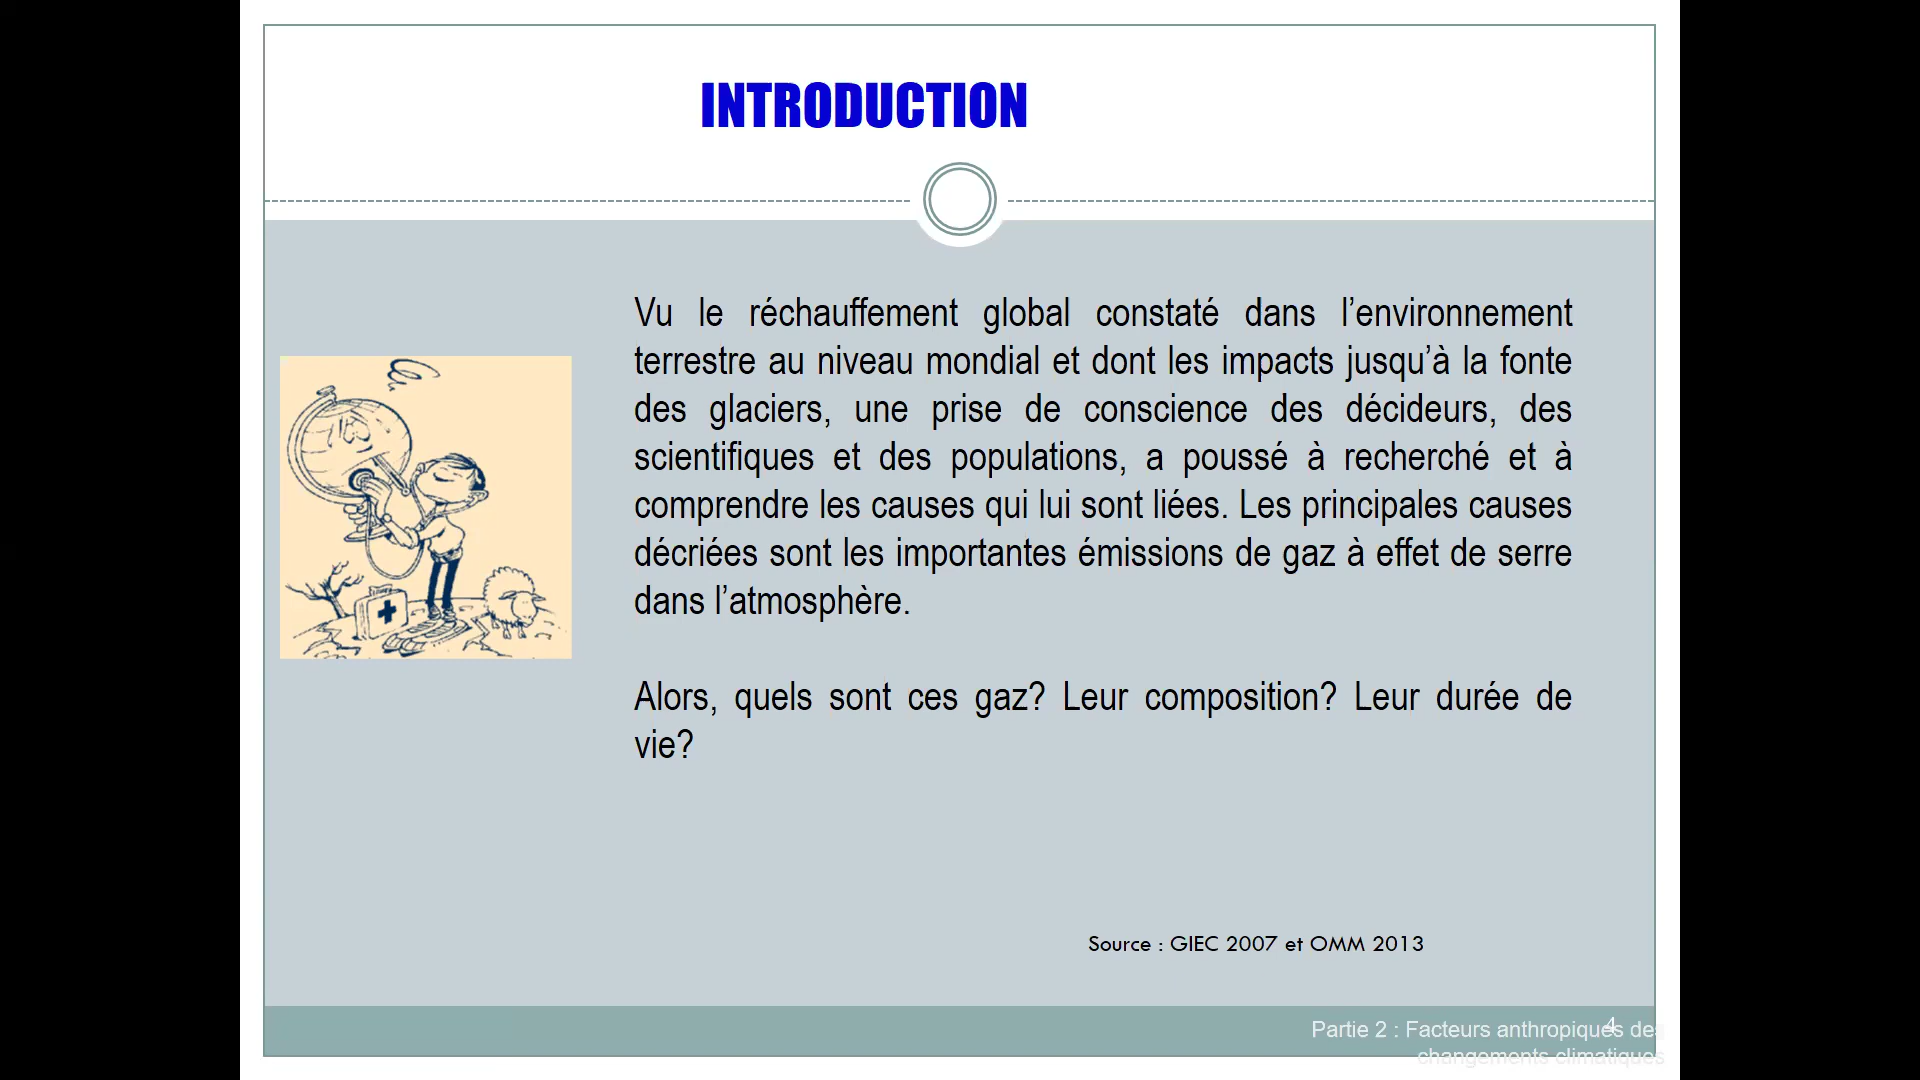 INTRODUCTION
Vu le réchauffement global constaté dans l’environnement
terrestre au niveau mondial et dont les impacts jusqu’à la fonte
des glaciers, une prise de conscience des décideurs, des
scientifiques et des populations, a poussé à recherché et à
comprendre les causes qui lui sont liées. Les principales causes
décriées sont les importantes émissions de gaz à effet de serre
dans l’atmosphère.
Alors, quels sont ces gaz? Leur composition? Leur durée de
vie?
Source : GIEC 2007 et OMM 2013
4
Partie 2 : Facteurs anthropiques des
changements climatiques